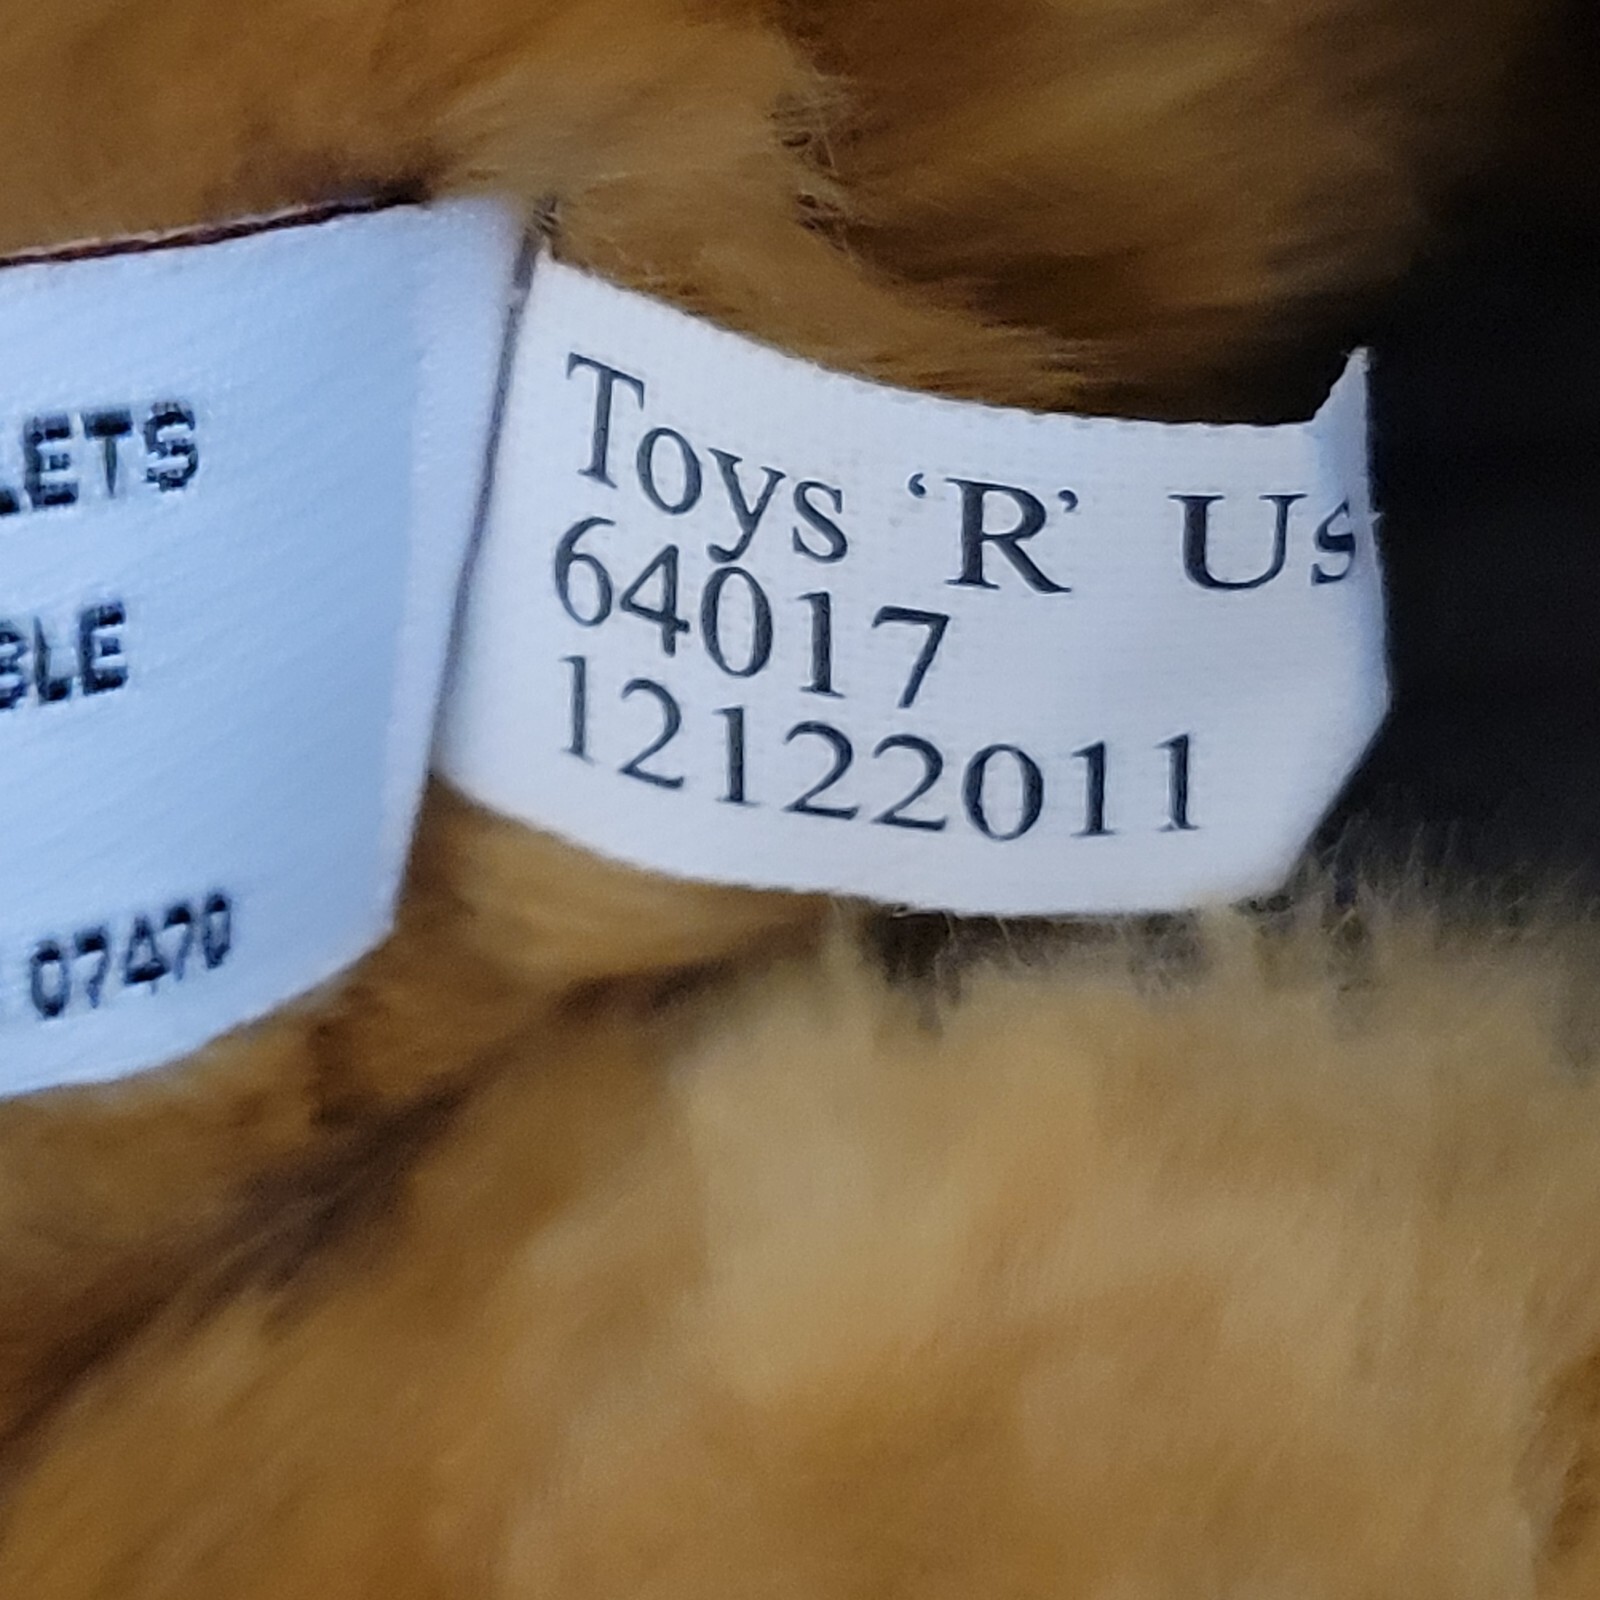 LETS
BLE
07470
Toys ‘R’ Us
64017
12122011